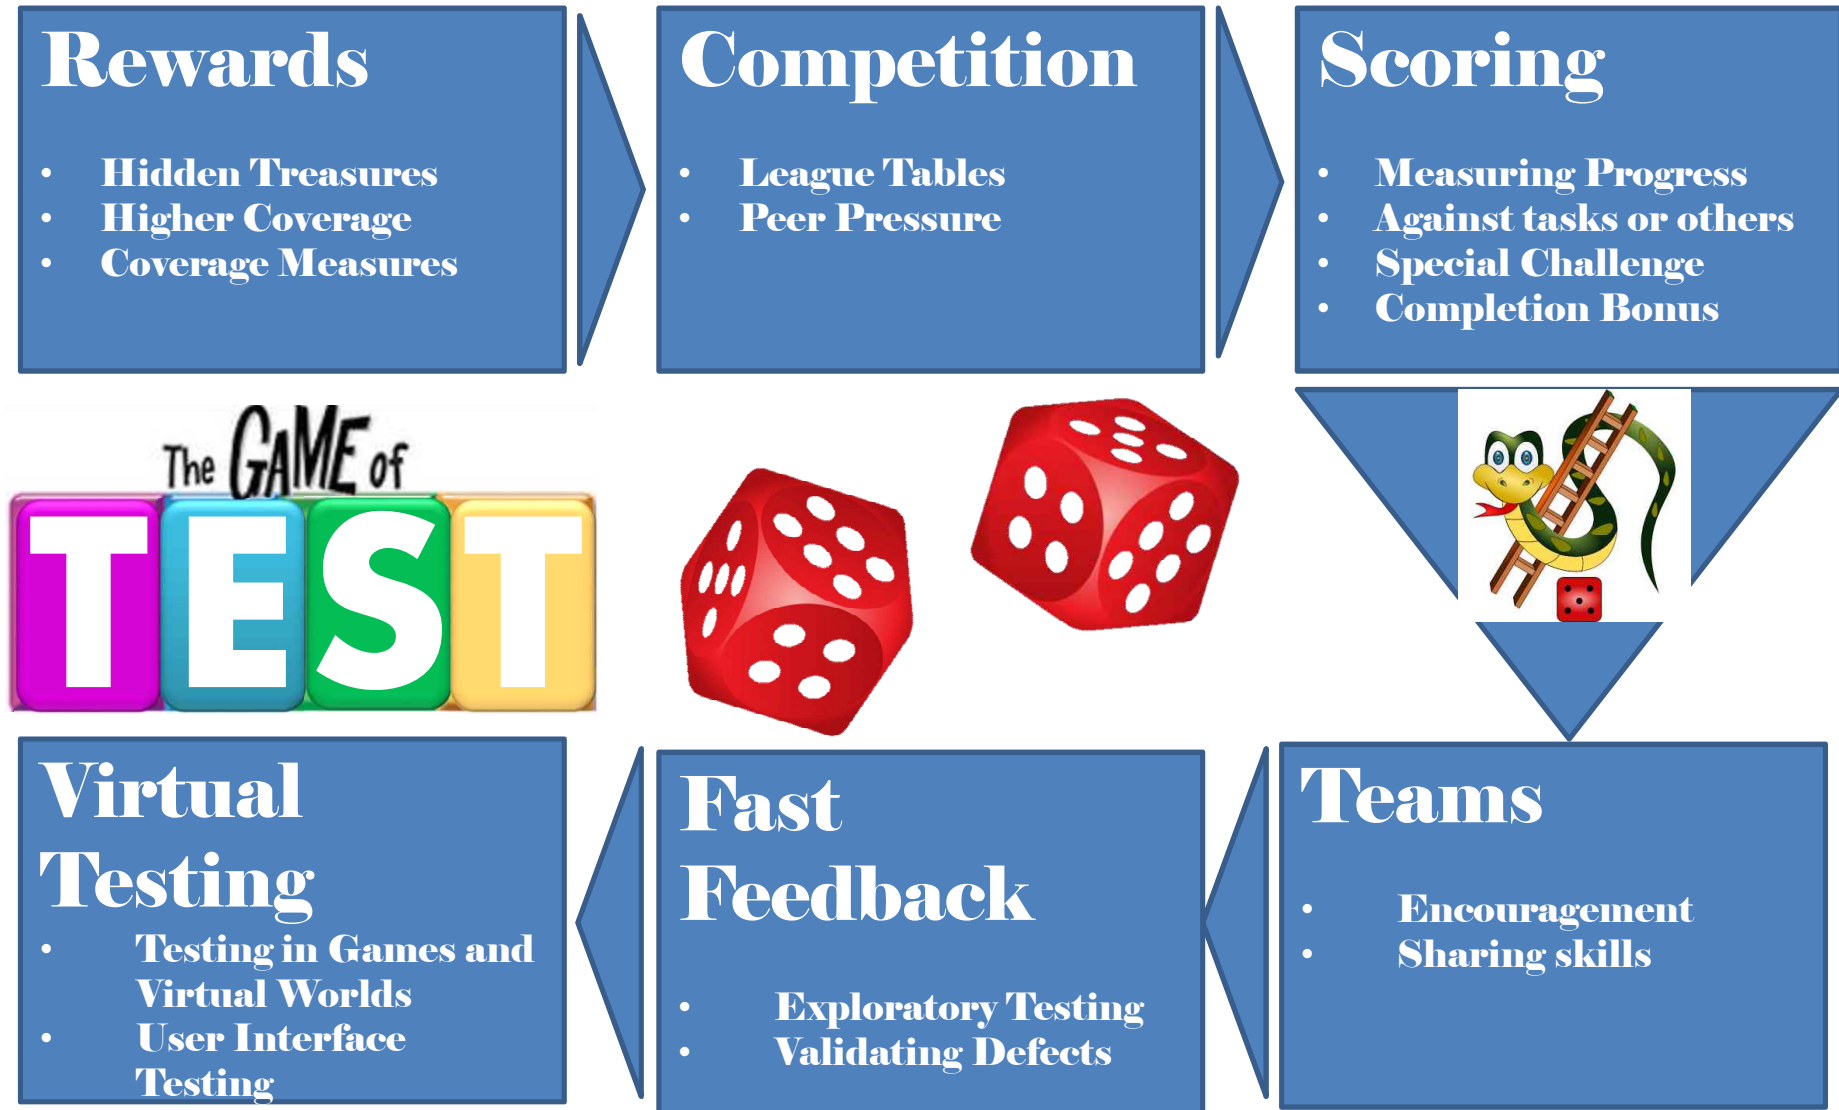 Rewards
• Hidden Treasures
• Higher Coverage
• Coverage Measures
Competition
• League Tables
• Peer Pressure
Scoring
• Measuring Progress
• Against tasks or others
• Special Challenge
• Completion Bonus
The GAME of
TEST
Virtual
Testing
• Testing in Games and
Virtual Worlds
• User Interface
Testing
Fast
Feedback
• Exploratory Testing
• Validating Defects
Teams
• Encouragement
• Sharing skills